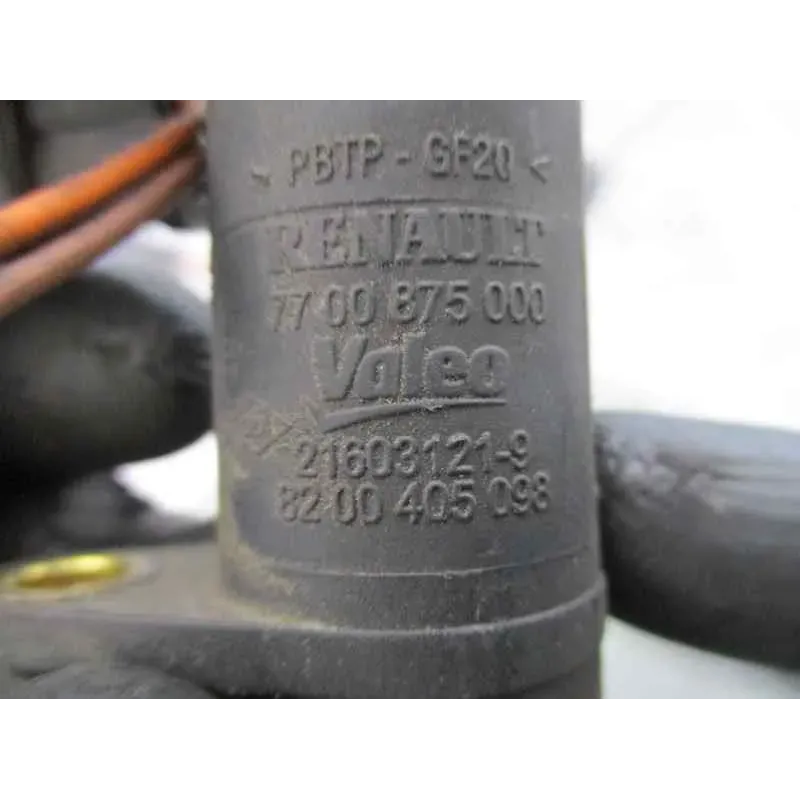 PBTP - GF20
RENAULT
77 00 875 000
Valeo
21603121-9
82 00 405 098